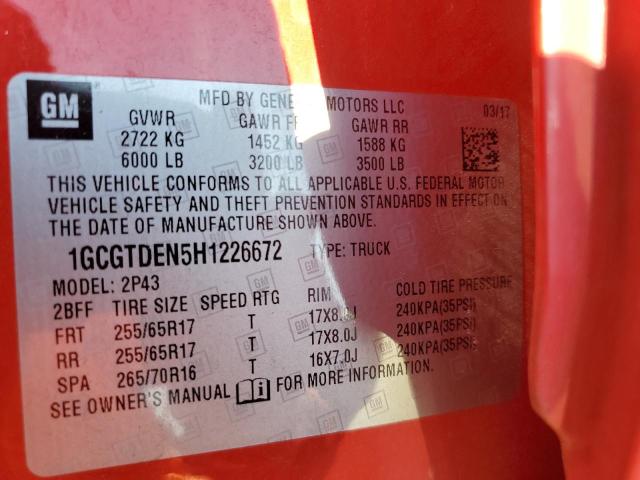 GM
MFD BY GENE MOTORS LLC
03/17
GVWR GAWR FR GAWR RR
2722 KG 1452 KG 1588 KG
6000 LB 3200 LB 3500 LB
THIS VEHICLE CONFORMS TO ALL APPLICABLE U.S. FEDERAL MOTOR
VEHICLE SAFETY AND THEFT PREVENTION STANDARDS IN EFFECT ON
THE DATE OF MANUFACTURE SHOWN ABOVE.
1GCGTDEN5H1226672 TYPE: TRUCK
MODEL: 2P43
2BFF TIRE SIZE SPEED RTG RIM COLD TIRE PRESSURE
FRT 255/65R17 T 17X8.0J 240KPA(35PSI)
RR 255/65R17 T 17X8.0J 240KPA(35PSI)
SPA 265/70R16 T 16X7.0J 240KPA(35PSI)
SEE OWNER'S MANUAL FOR MORE INFORMATION.